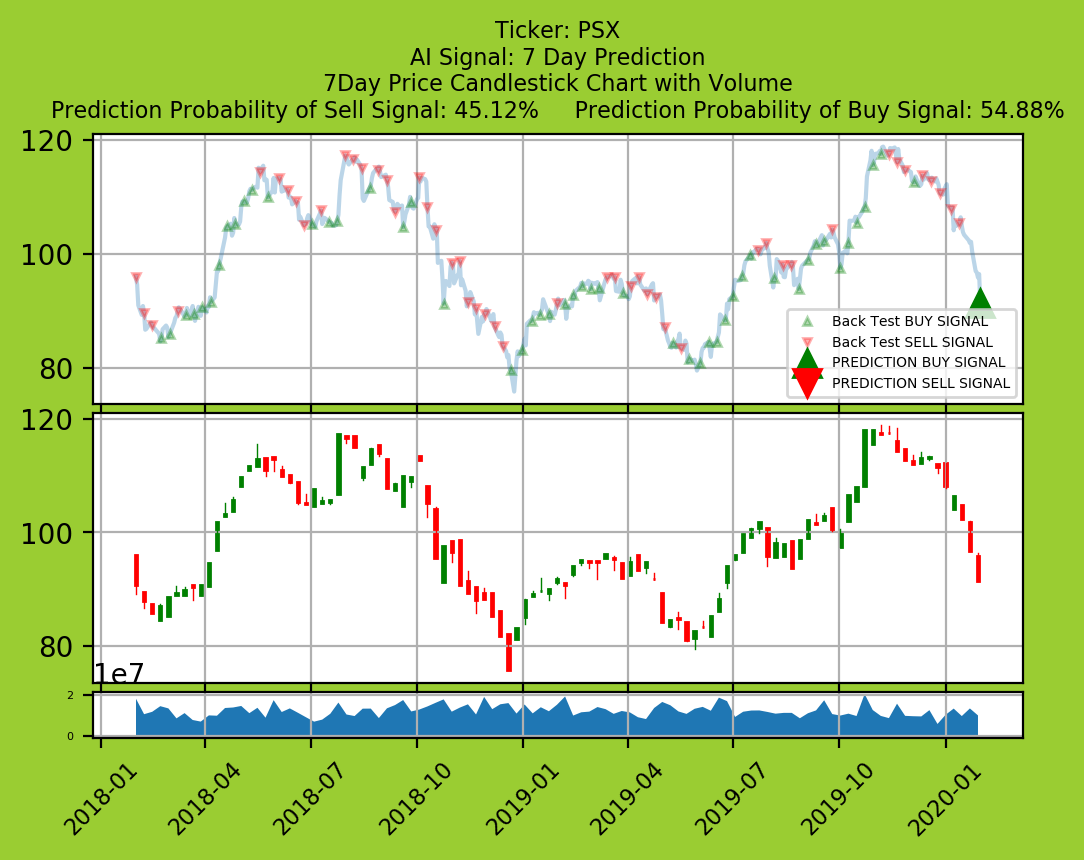 Ticker: PSX
AI Signal: 7 Day Prediction
7Day Price Candlestick Chart with Volume
Prediction Probability of Sell Signal: 45.12% Prediction Probability of Buy Signal: 54.88%
120
100
80
Back Test BUY SIGNAL
Back Test SELL SIGNAL
PREDICTION BUY SIGNAL
PREDICTION SELL SIGNAL
120
100
80
1e7
2
0
2018-01
2018-04
2018-07
2018-10
2019-01
2019-04
2019-07
2019-10
2020-01